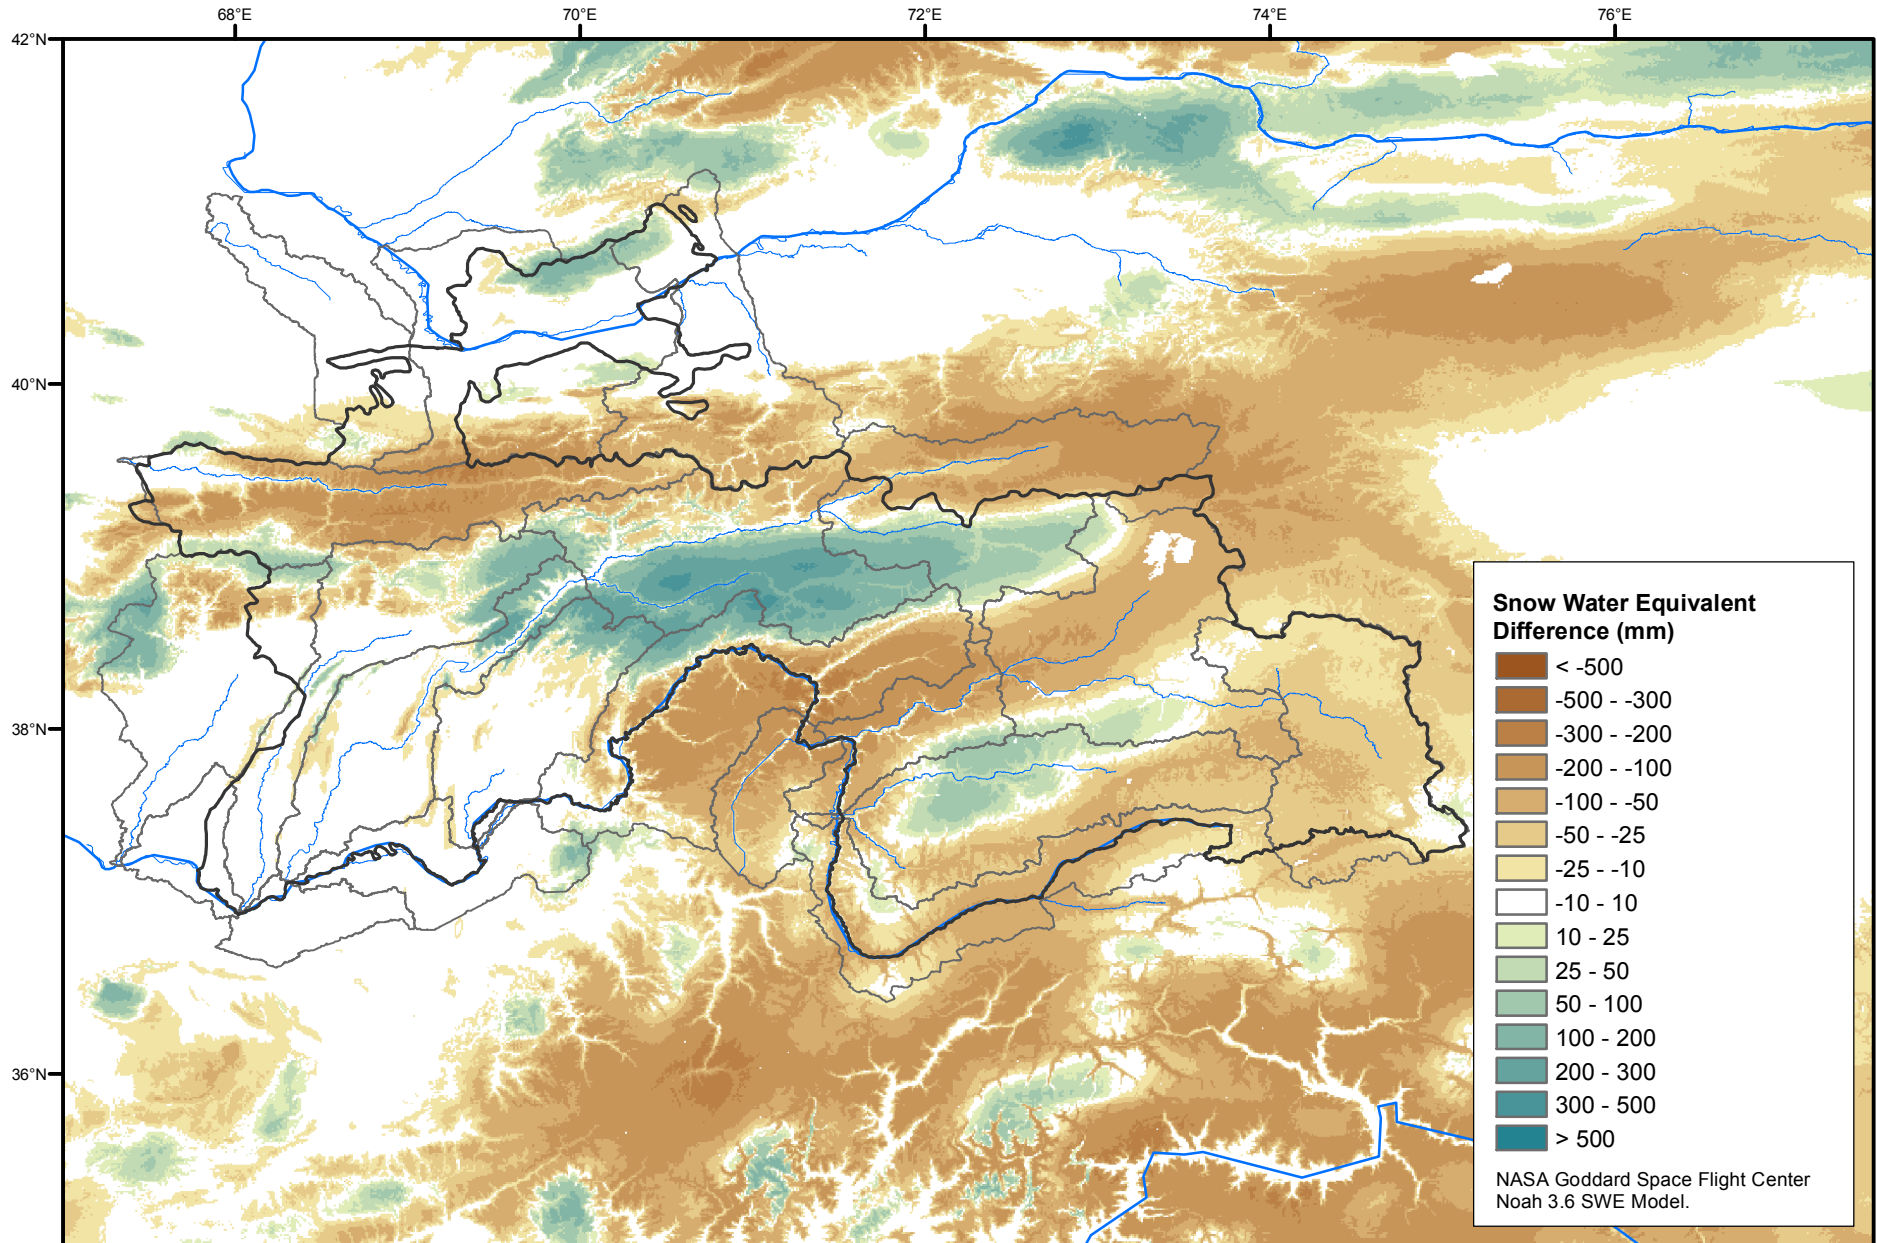 68°E 70°E 72°E 74°E 76°E
42°N
40°N
38°N
36°N
Snow Water Equivalent
Difference (mm)
< -500
-500 - -300
-300 - -200
-200 - -100
-100 - -50
-50 - -25
-25 - -10
-10 - 10
10 - 25
25 - 50
50 - 100
100 - 200
200 - 300
300 - 500
> 500
NASA Goddard Space Flight Center
Noah 3.6 SWE Model.